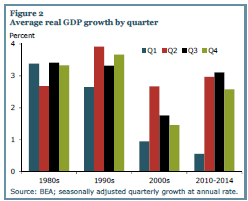 Figure 2
Average real GDP growth by quarter
Percent
Q1 Q2 Q3 Q4
4
3
2
1
0
1980s 1990s 2000s 2010-2014
Source: BEA; seasonally adjusted quarterly growth at annual rate.